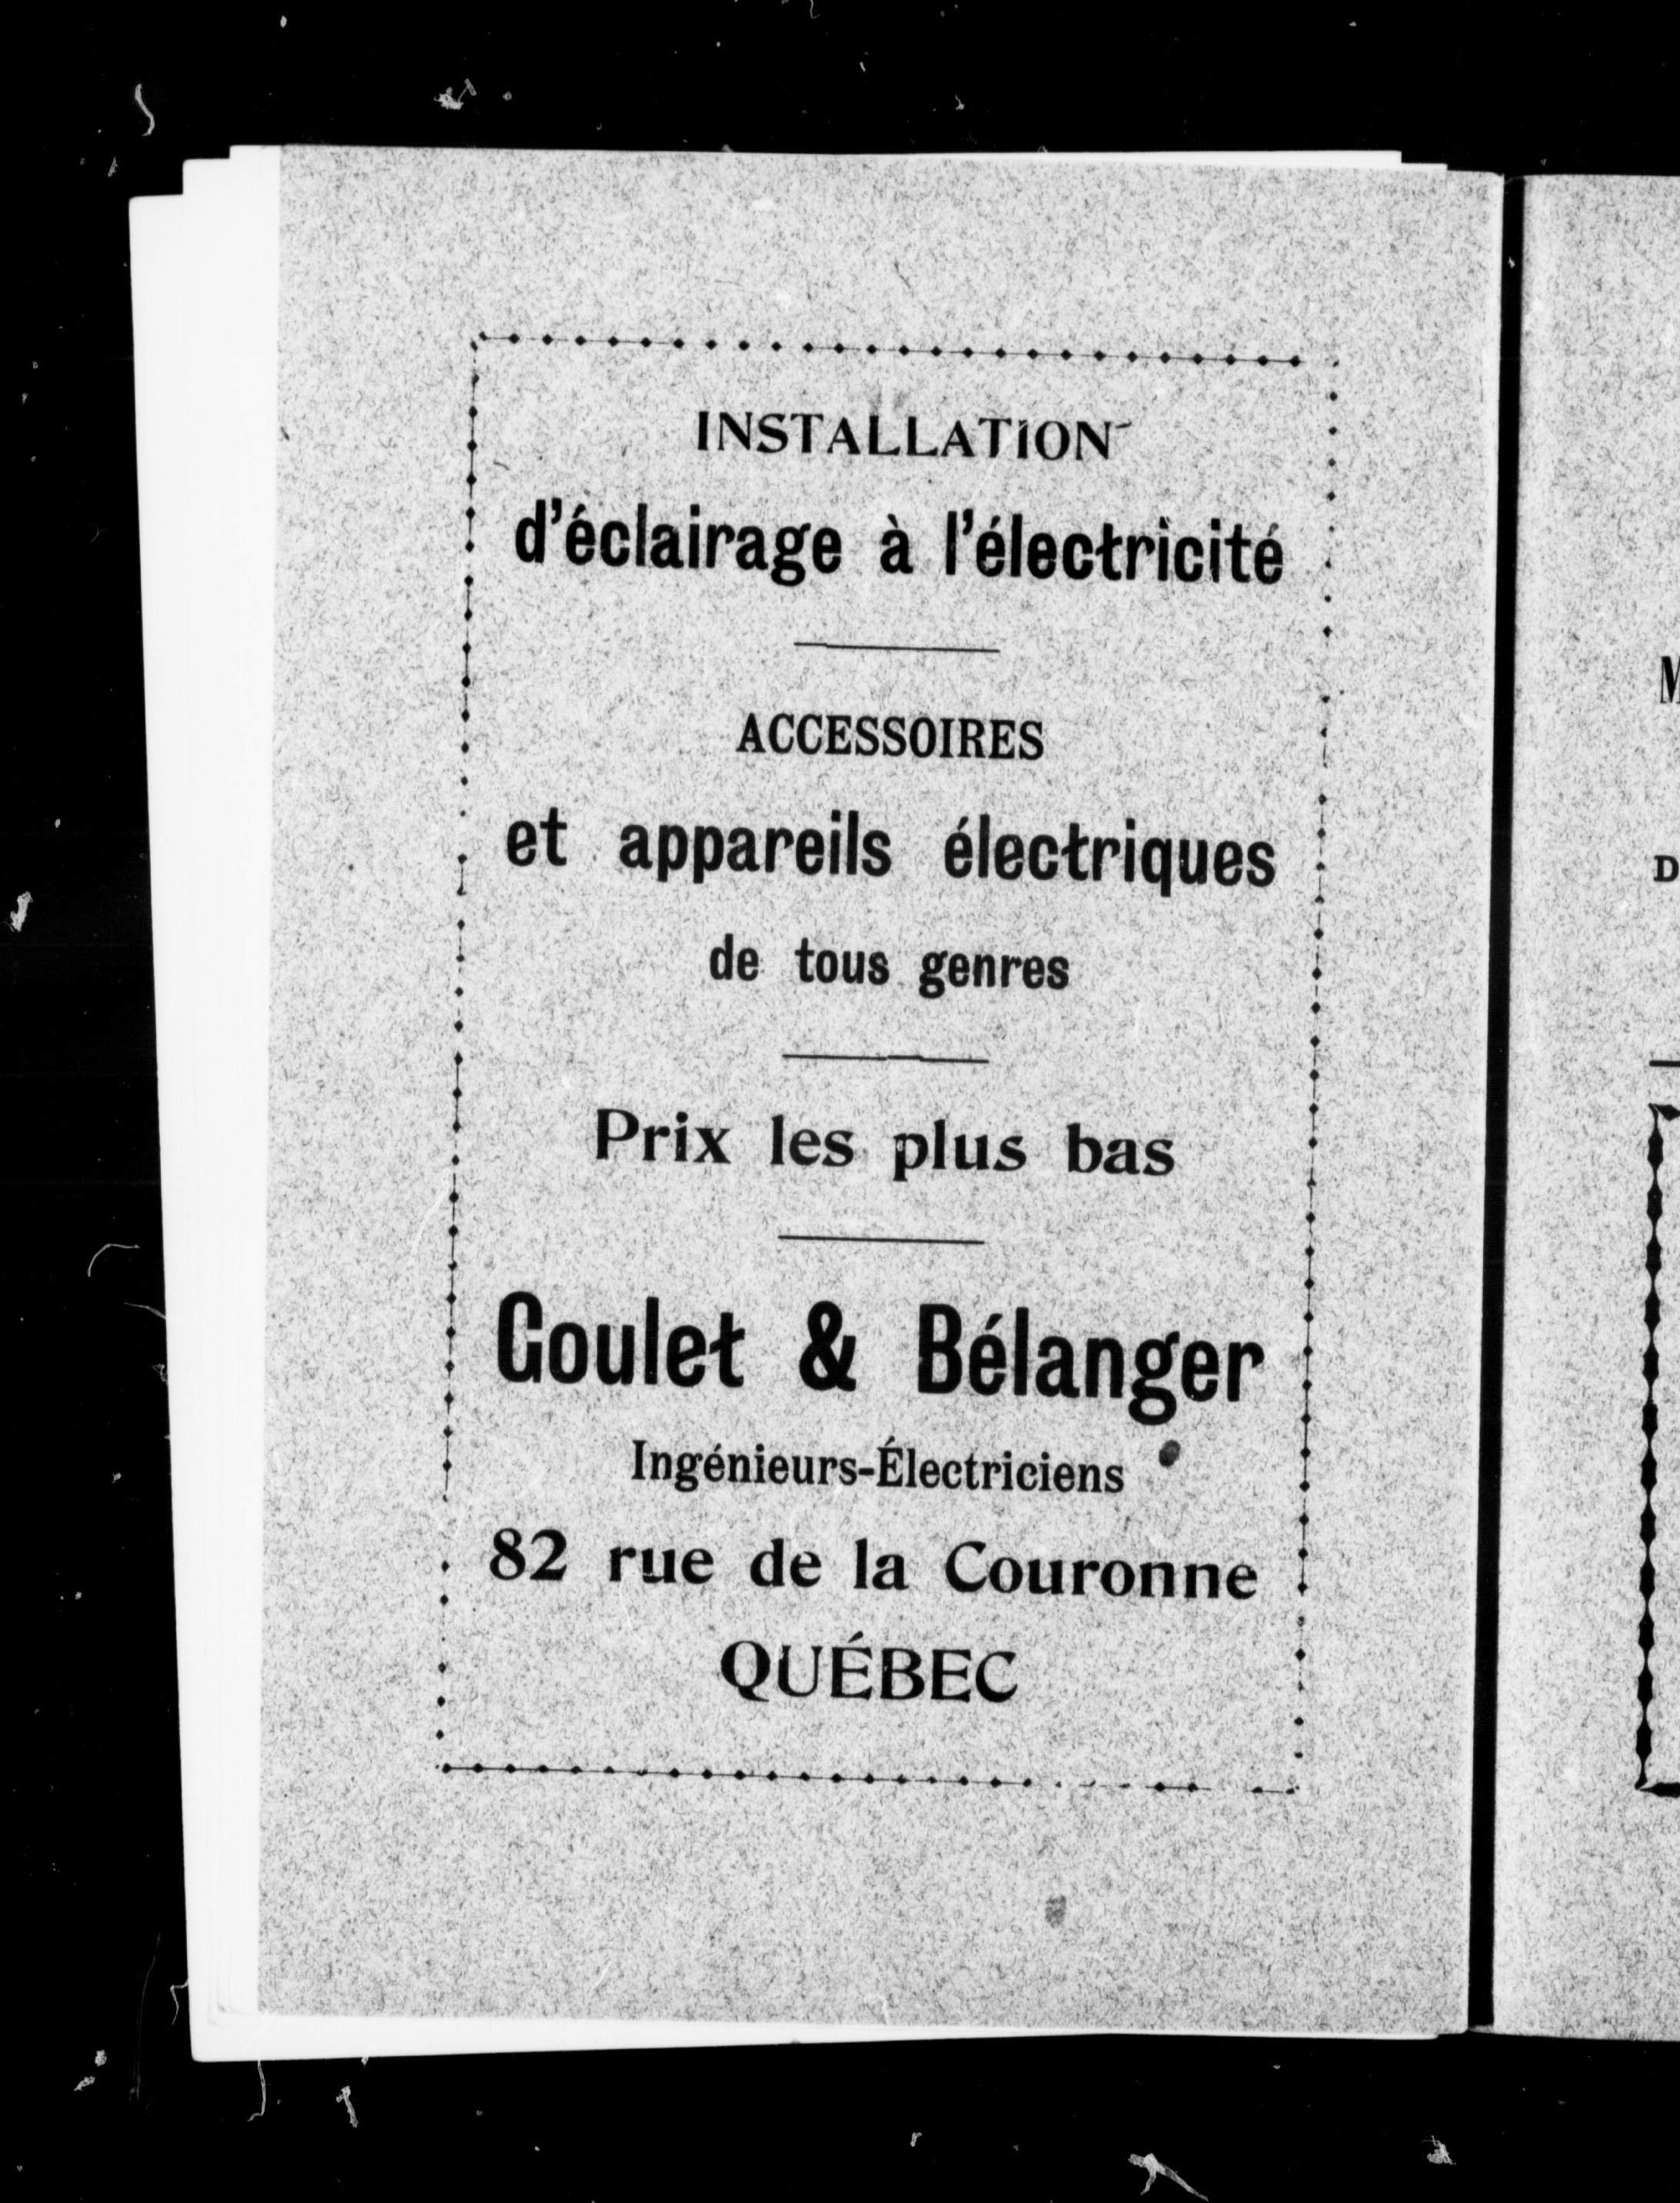 INSTALLATION
d'éclairage à l'électricité
ACCESSOIRES
et appareils électriques
de tous genres
Prix les plus bas
Goulet & Bélanger
Ingénieurs-Électriciens
82 rue de la Couronne
QUÉBEC